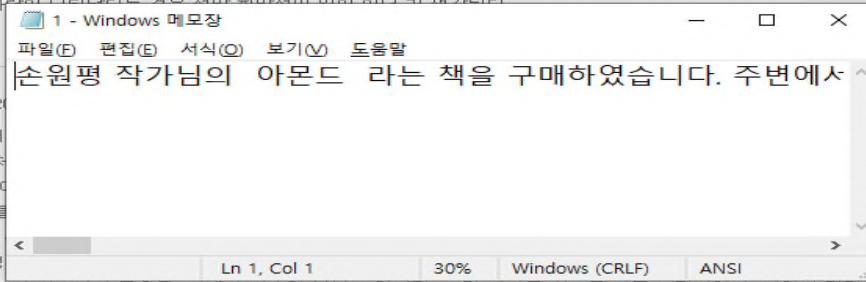 1 - Windows 메모장
파일(F) 편집(E) 서식(O) 보기(V) 도움말
손원평 작가님의 아몬드 라는 책을 구매하였습니다. 주변에서
Ln 1, Col 1 30% Windows (CRLF) ANSI